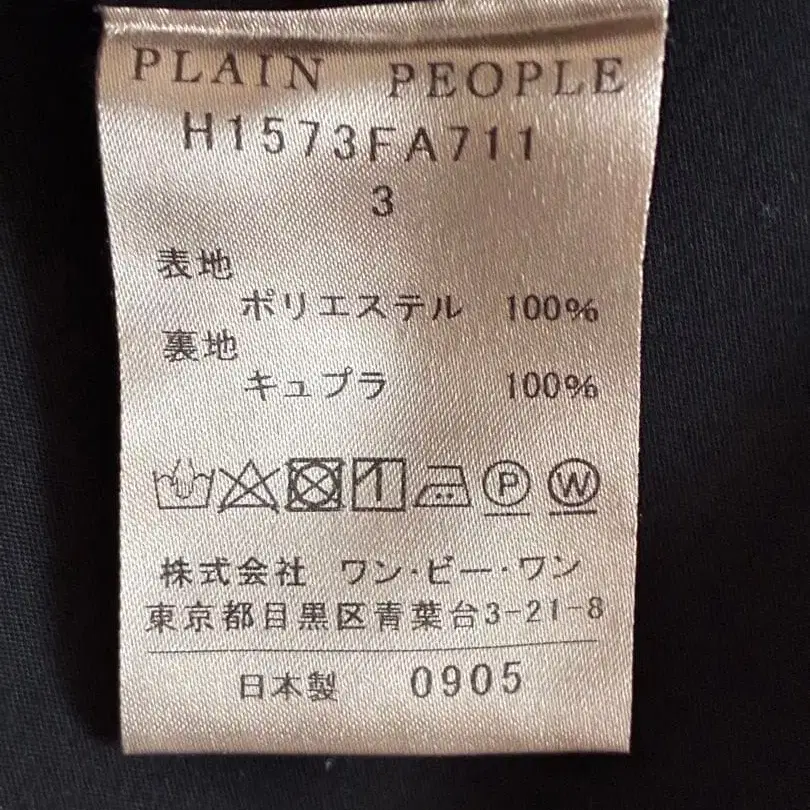 PLAIN PEOPLE
H1573FA711
3
表地
ポリエステル 100%
裏地
キュプラ 100%
P W
株式会社 ワン・ビー・ワン
東京都目黒区青葉台3-21-8
日本製 0905